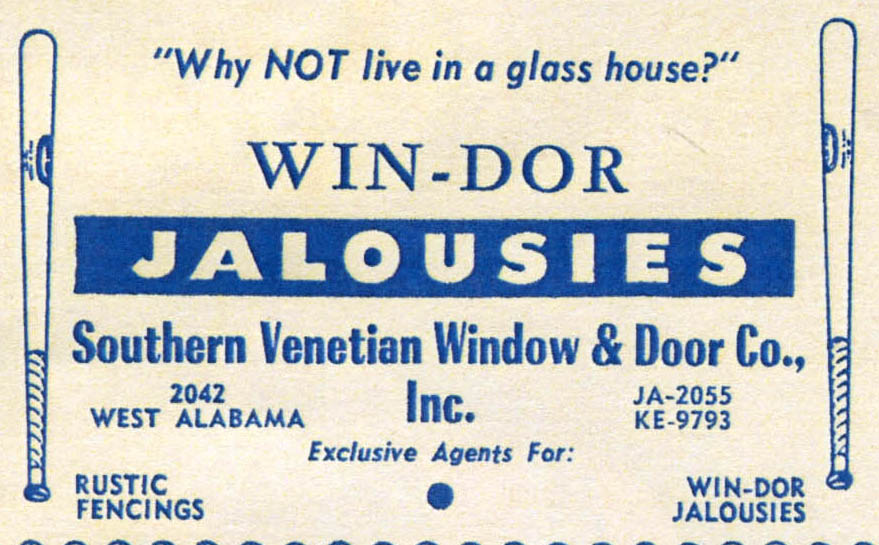 "Why NOT live in a glass house?"
WIN-DOR
JALOUSIES
Southern Venetian Window & Door Co.,
Inc.
2042
WEST ALABAMA
JA-2055
KE-9793
Exclusive Agents For:
RUSTIC
FENCINGS
WIN-DOR
JALOUSIES